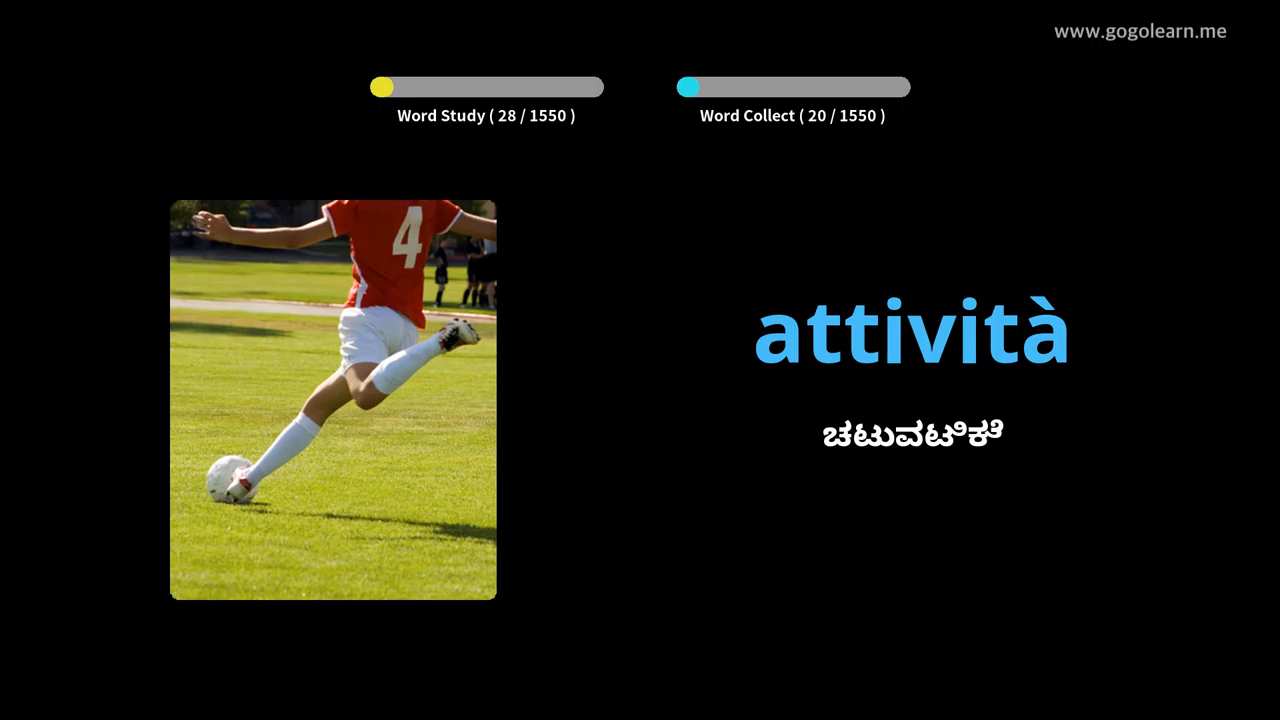 www.gogolearn.me
Word Study ( 28 / 1550 )
Word Collect ( 20 / 1550 )
4
attività
ಚಟುವಟಿಕೆ